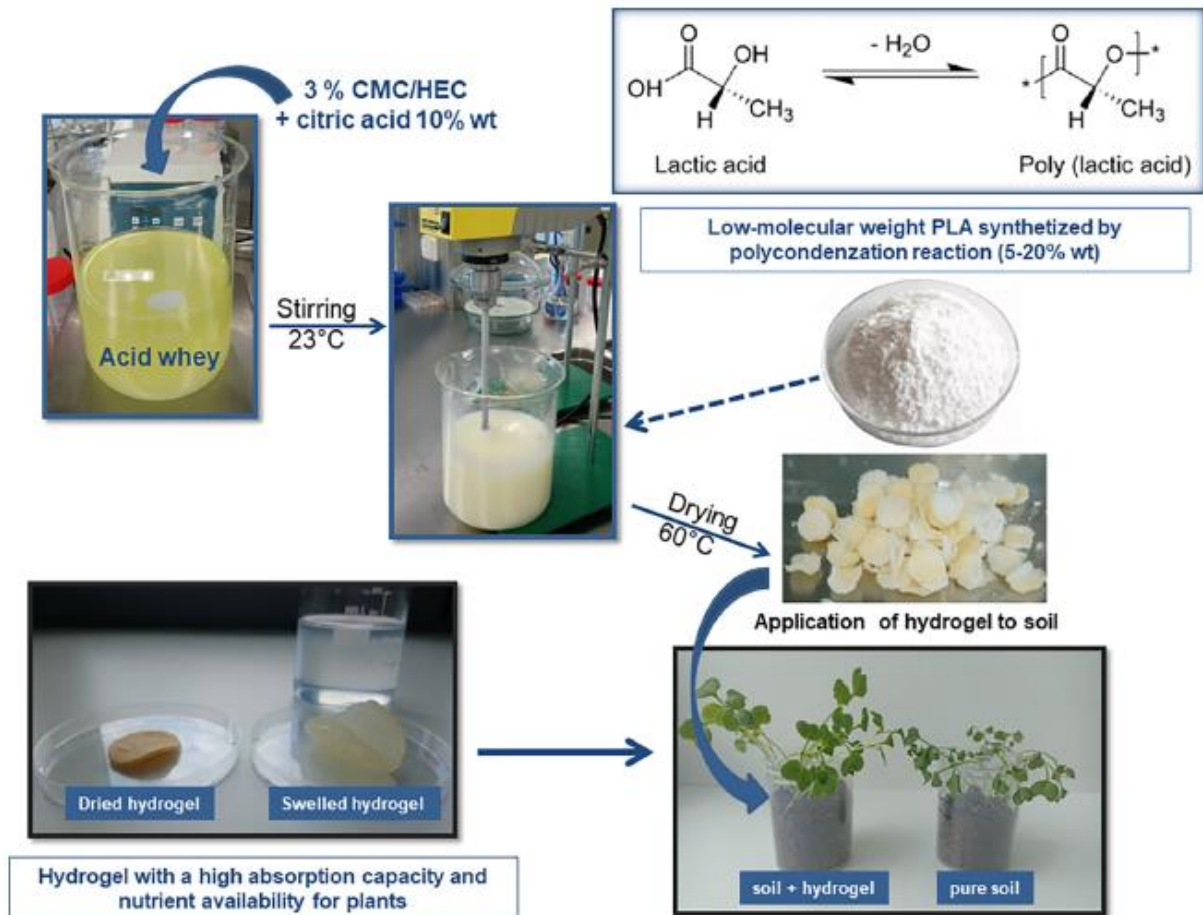 3 % CMC/HEC
+ citric acid 10% wt
Acid whey
Stirring
23°C
O
OH
OH
H
CH₃
Lactic acid
- H₂O
O
O
*
*
H
CH₃
Poly (lactic acid)
Low-molecular weight PLA synthetized by
polycondenzation reaction (5-20% wt)
Drying
60°C
Application of hydrogel to soil
Dried hydrogel
Swelled hydrogel
Hydrogel with a high absorption capacity and
nutrient availability for plants
soil + hydrogel
pure soil